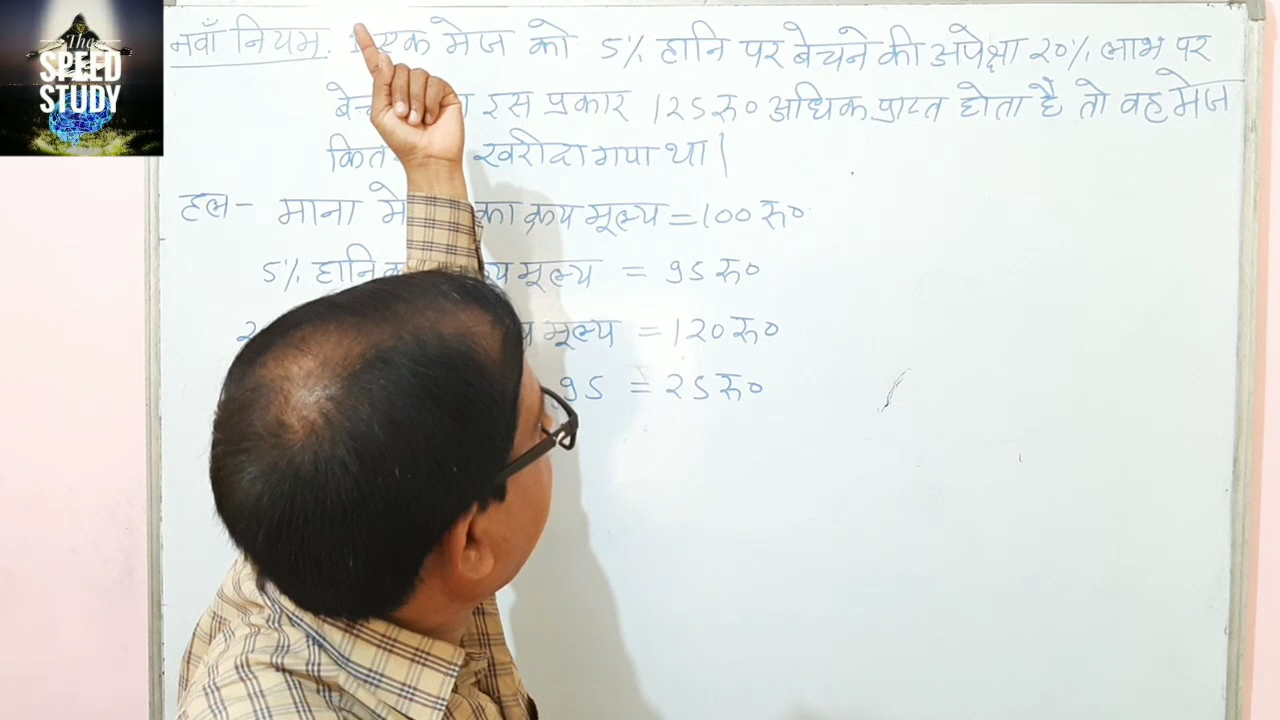 The
SPEED
STUDY
नवाँ नियम. एक मेज को 5% हानि पर बेचने की अपेक्षा 20% लाभ पर
इस प्रकार 125 रू० अधिक प्राप्त होता है तो वह मेज
खरीदा गया था|
हल- माना का क्रय मूल्य = 100 रू०
5% हानि मूल्य = 95 रू०
मूल्य = 120 रू०
95 = 25 रू०